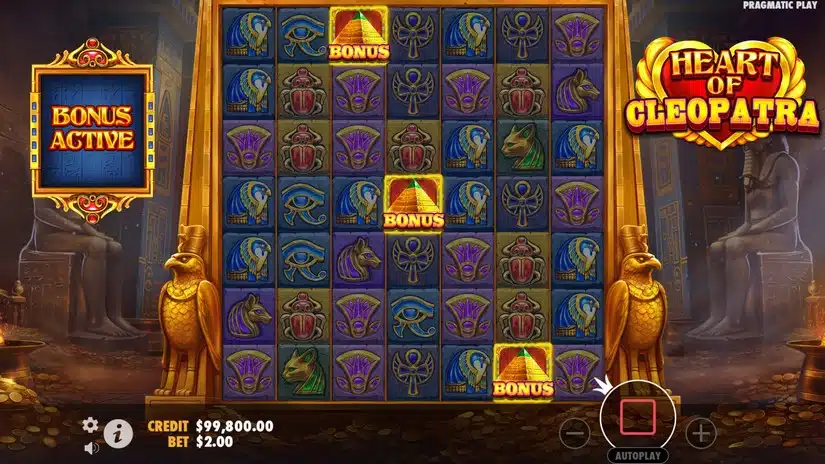 PRAGMATIC PLAY
BONUS
HEART
OF
CLEOPATRA
BONUS
ACTIVE
BONUS
BONUS
CREDIT $99,800.00
BET $2.00
AUTOPLAY